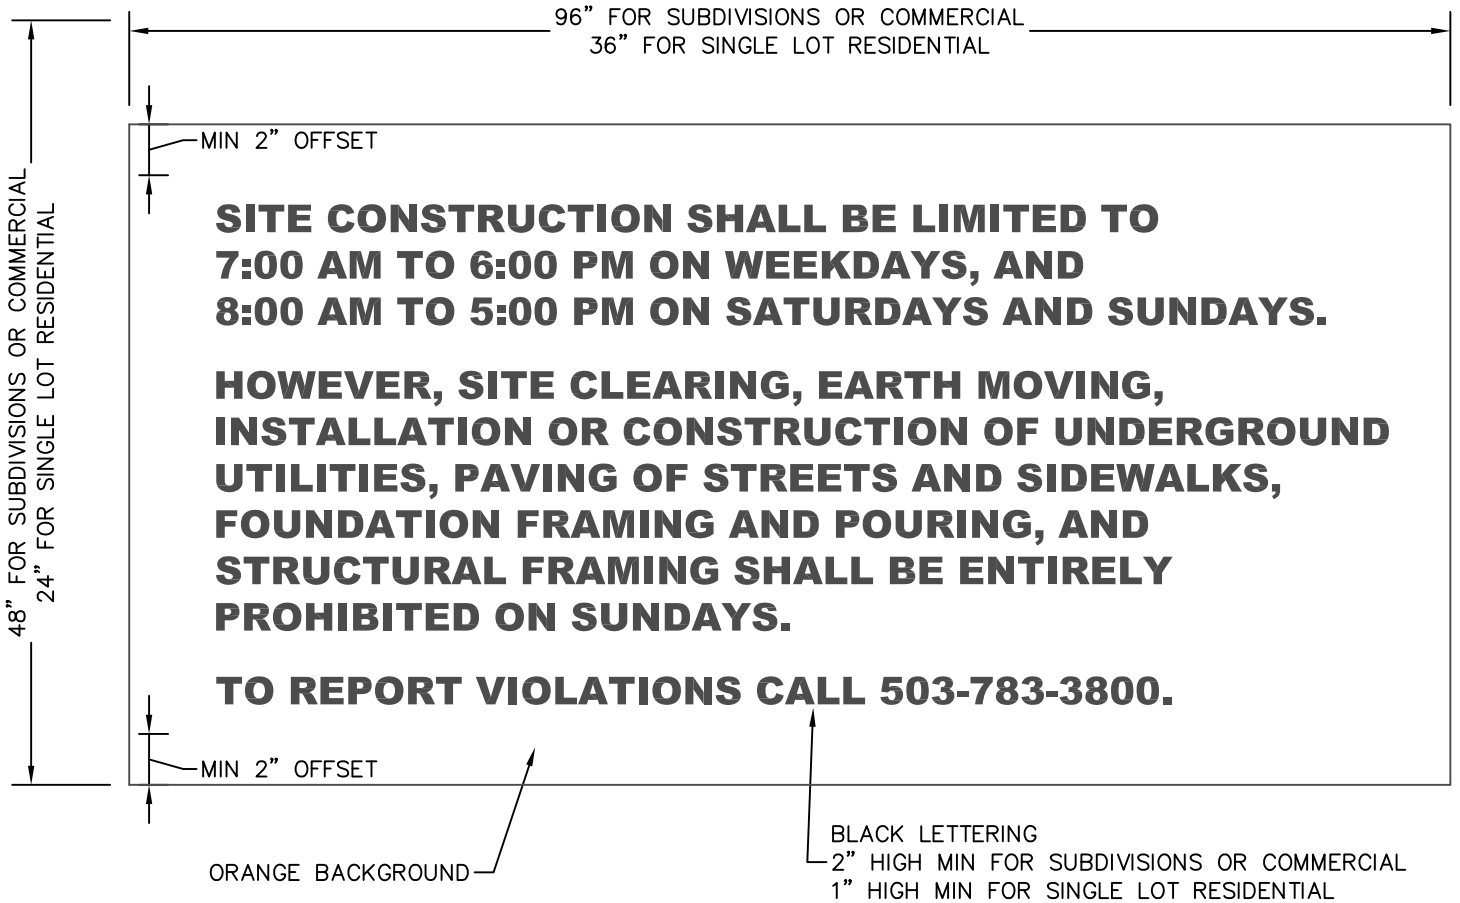 96” FOR SUBDIVISIONS OR COMMERCIAL
36” FOR SINGLE LOT RESIDENTIAL
48” FOR SUBDIVISIONS OR COMMERCIAL
24” FOR SINGLE LOT RESIDENTIAL
MIN 2” OFFSET
SITE CONSTRUCTION SHALL BE LIMITED TO
7:00 AM TO 6:00 PM ON WEEKDAYS, AND
8:00 AM TO 5:00 PM ON SATURDAYS AND SUNDAYS.
HOWEVER, SITE CLEARING, EARTH MOVING,
INSTALLATION OR CONSTRUCTION OF UNDERGROUND
UTILITIES, PAVING OF STREETS AND SIDEWALKS,
FOUNDATION FRAMING AND POURING, AND
STRUCTURAL FRAMING SHALL BE ENTIRELY
PROHIBITED ON SUNDAYS.
TO REPORT VIOLATIONS CALL 503-783-3800.
MIN 2” OFFSET
ORANGE BACKGROUND
BLACK LETTERING
2” HIGH MIN FOR SUBDIVISIONS OR COMMERCIAL
1” HIGH MIN FOR SINGLE LOT RESIDENTIAL